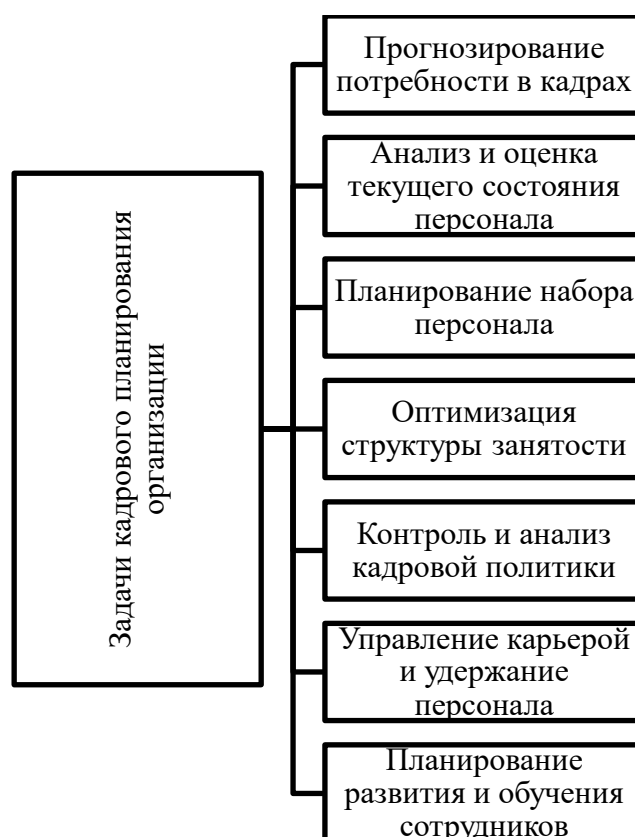 Задачи кадрового планирования
организации
Прогнозирование
потребности в кадрах
Анализ и оценка
текущего состояния
персонала
Планирование набора
персонала
Оптимизация
структуры занятости
Контроль и анализ
кадровой политики
Управление карьерой
и удержание
персонала
Планирование
развития и обучения
сотрудников